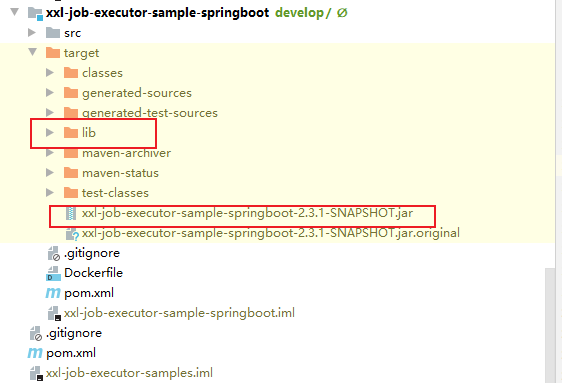 xxl-job-executor-sample-springboot develop / Ø
src
target
classes
generated-sources
generated-test-sources
lib
maven-archiver
maven-status
test-classes
xxl-job-executor-sample-springboot-2.3.1-SNAPSHOT.jar
xxl-job-executor-sample-springboot-2.3.1-SNAPSHOT.jar.original
.gitignore
Dockerfile
pom.xml
xxl-job-executor-sample-springboot.iml
.gitignore
pom.xml
xxl-job-executor-samples.iml